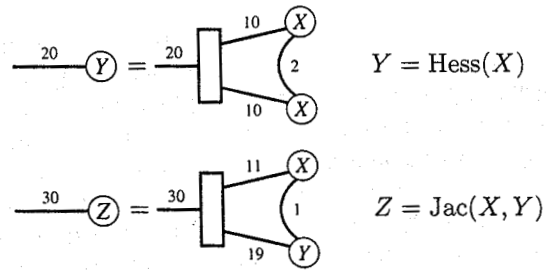 10 X
20 Y = 20 2 Y = Hess(X)
10 X
11 X
30 Z = 30 1 Z = Jac(X, Y)
19 Y